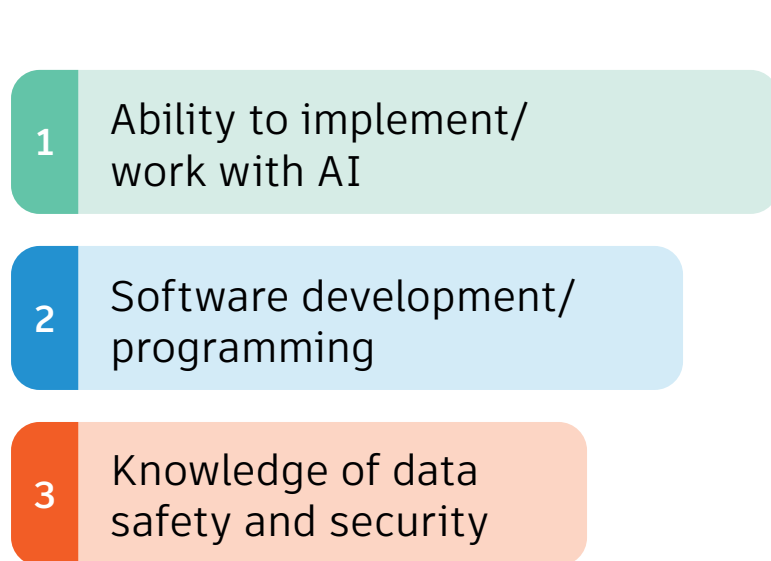 1
Ability to implement/
work with AI
2
Software development/
programming
3
Knowledge of data
safety and security